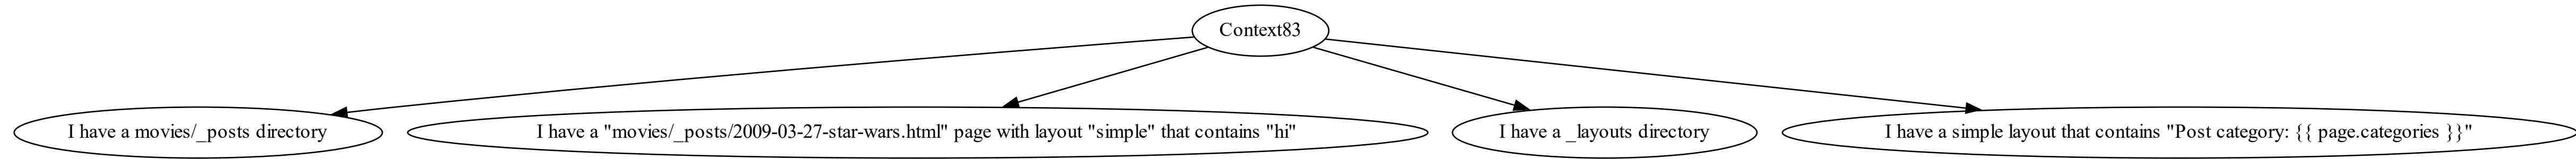 Context83
I have a movies/_posts directory
I have a "movies/_posts/2009-03-27-star-wars.html" page with layout "simple" that contains "hi"
I have a _layouts directory
I have a simple layout that contains "Post category: {{ page.categories }}"